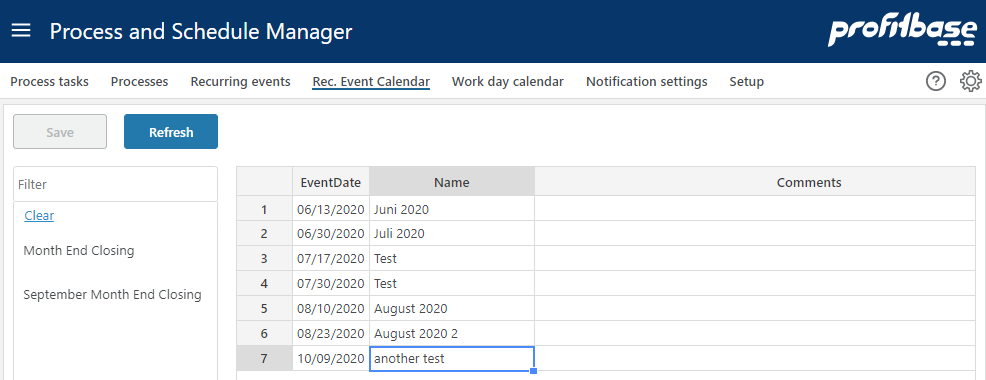 Process and Schedule Manager
profitbase
Process tasks Processes Recurring events Rec. Event Calendar Work day calendar Notification settings Setup ?
Save Refresh
Filter
Clear
Month End Closing
September Month End Closing
EventDate Name Comments
1 06/13/2020 Juni 2020
2 06/30/2020 Juli 2020
3 07/17/2020 Test
4 07/30/2020 Test
5 08/10/2020 August 2020
6 08/23/2020 August 2020 2
7 10/09/2020 another test